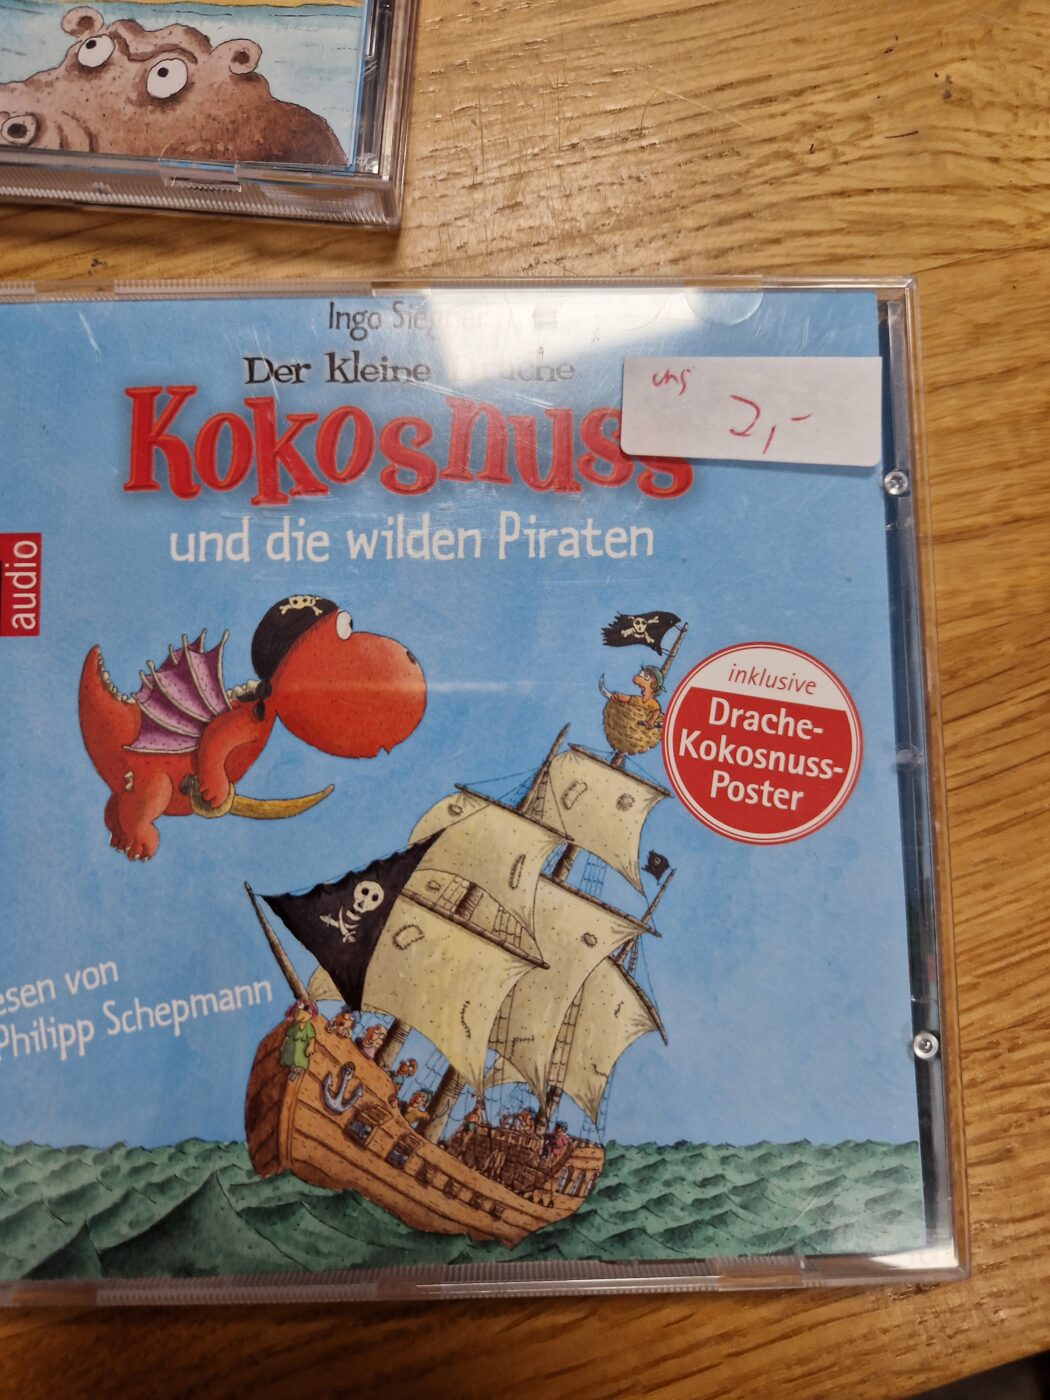 Ingo Siegner
Der kleine Drache
Kokosnuss
und die wilden Piraten
2,-
audio
inklusive
Drache-
Kokosnuss-
Poster
esen von
Philipp Schepmann